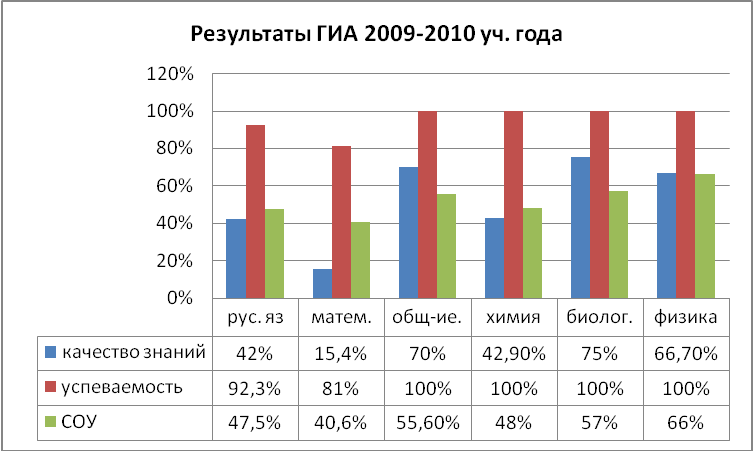 Результаты ГИА 2009-2010 уч. года
120%
100%
80%
60%
40%
20%
0%
рус. яз матем. общ-ие. химия биолог. физика
качество знаний 42% 15,4% 70% 42,90% 75% 66,70%
успеваемость 92,3% 81% 100% 100% 100% 100%
СОУ 47,5% 40,6% 55,60% 48% 57% 66%